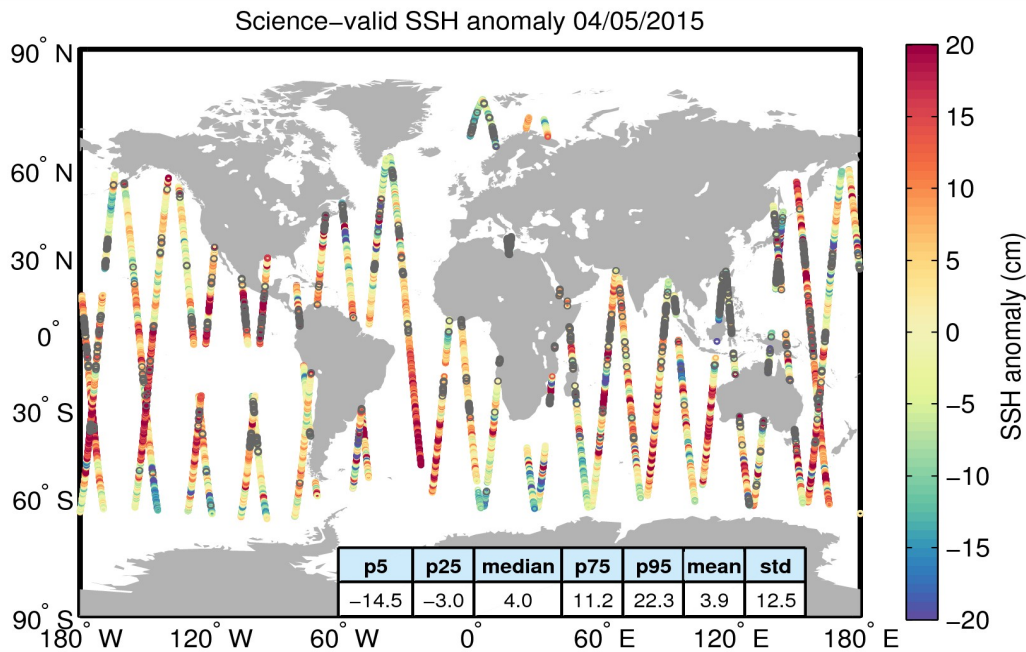 Science−valid SSH anomaly 04/05/2015
90° N
60° N
30° N
0°
30° S
60° S
90° S
180° W
120° W
60° W
0°
60° E
120° E
180° E
p5 p25 median p75 p95 mean std
−14.5 −3.0 4.0 11.2 22.3 3.9 12.5
20
15
10
5
0
−5
−10
−15
−20
SSH anomaly (cm)